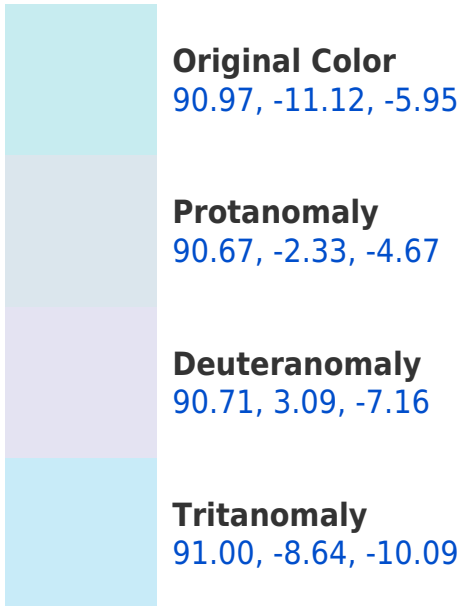 Original Color
90.97, -11.12, -5.95
Protanomaly
90.67, -2.33, -4.67
Deuteranomaly
90.71, 3.09, -7.16
Tritanomaly
91.00, -8.64, -10.09